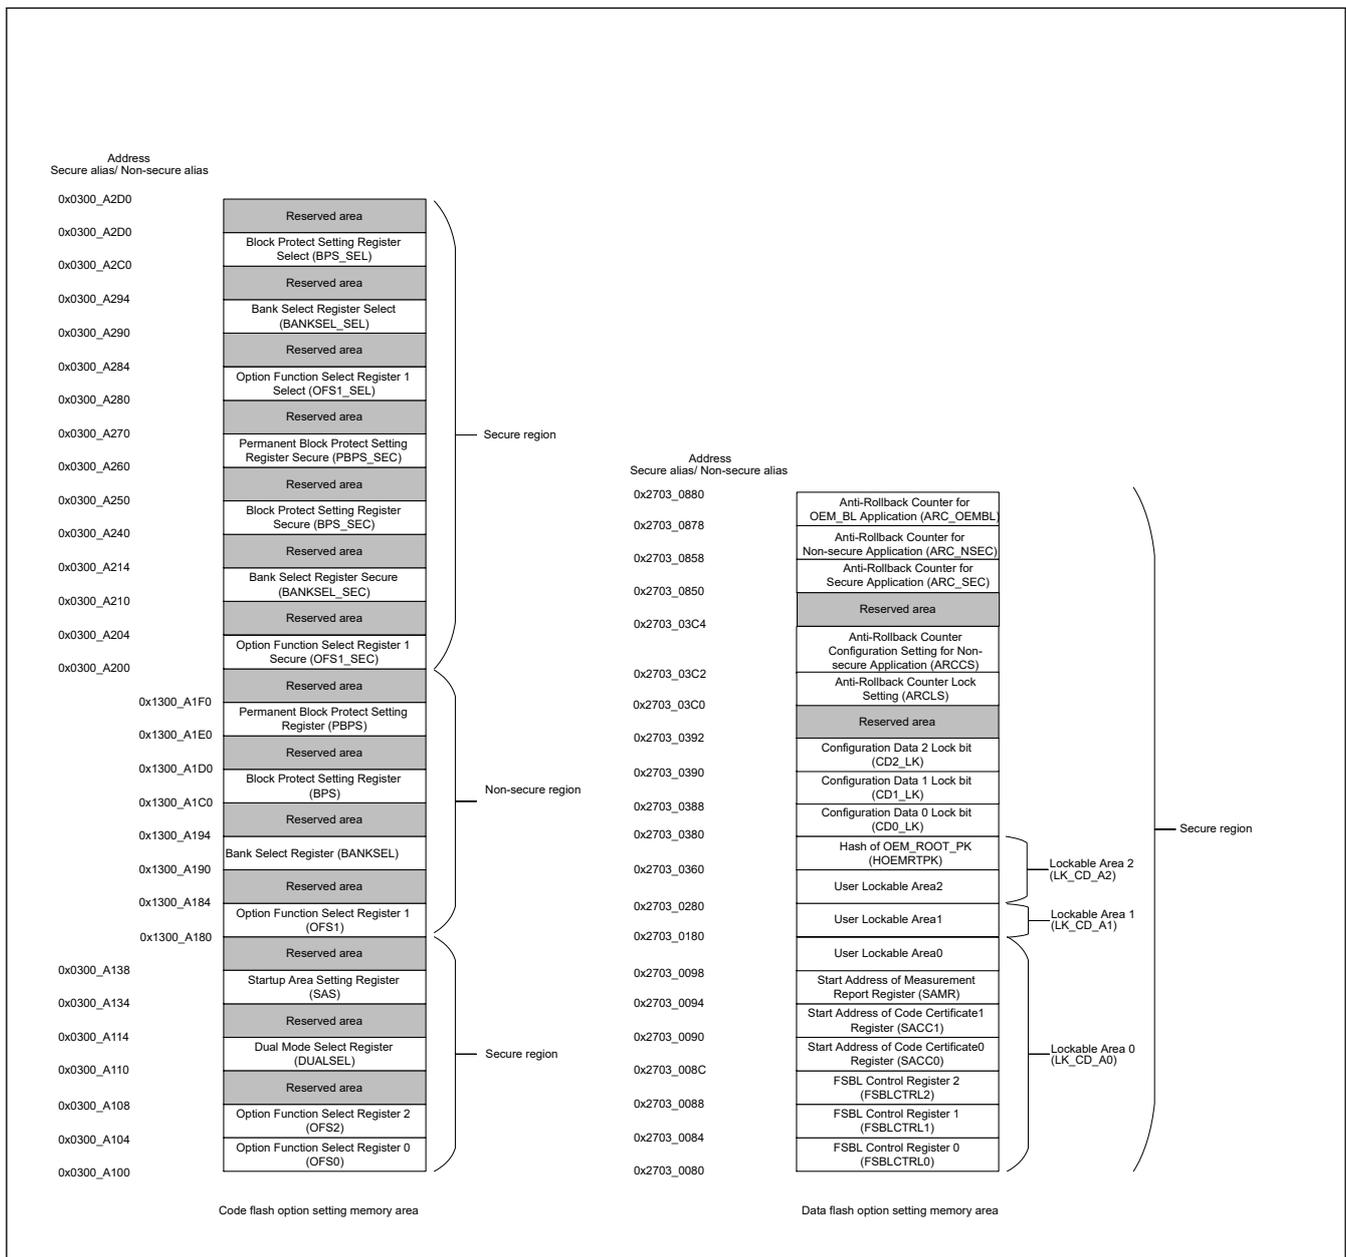 Address
Secure alias/ Non-secure alias
0x0300_A2D0
Reserved area
0x0300_A2D0
Block Protect Setting Register
Select (BPS_SEL)
0x0300_A2C0
Reserved area
0x0300_A294
Bank Select Register Select
(BANKSEL_SEL)
0x0300_A290
Reserved area
0x0300_A284
Option Function Select Register 1
Select (OFS1_SEL)
0x0300_A280
Reserved area
0x0300_A270
Permanent Block Protect Setting
Register Secure (PBPS_SEC)
0x0300_A260
Reserved area
0x0300_A250
Block Protect Setting Register
Secure (BPS_SEC)
0x0300_A240
Reserved area
0x0300_A214
Bank Select Register Secure
(BANKSEL_SEC)
0x0300_A210
Reserved area
0x0300_A204
Option Function Select Register 1
Secure (OFS1_SEC)
0x0300_A200
Secure region
Reserved area
0x1300_A1F0
Permanent Block Protect Setting
Register (PBPS)
0x1300_A1E0
Reserved area
0x1300_A1D0
Block Protect Setting Register
(BPS)
0x1300_A1C0
Reserved area
0x1300_A194
Bank Select Register (BANKSEL)
0x1300_A190
Reserved area
0x1300_A184
Option Function Select Register 1
(OFS1)
0x1300_A180
Non-secure region
Reserved area
0x0300_A138
Startup Area Setting Register
(SAS)
0x0300_A134
Reserved area
0x0300_A114
Dual Mode Select Register
(DUALSEL)
0x0300_A110
Reserved area
0x0300_A108
Option Function Select Register 2
(OFS2)
0x0300_A104
Option Function Select Register 0
(OFS0)
0x0300_A100
Secure region
Code flash option setting memory area
Address
Secure alias/ Non-secure alias
0x2703_0880
Anti-Rollback Counter for
OEM_BL Application (ARC_OEMBL)
0x2703_0878
Anti-Rollback Counter for
Non-secure Application (ARC_NSEC)
0x2703_0858
Anti-Rollback Counter for
Secure Application (ARC_SEC)
0x2703_0850
Reserved area
0x2703_03C4
Anti-Rollback Counter
Configuration Setting for Non-
secure Application (ARCCS)
0x2703_03C2
Anti-Rollback Counter Lock
Setting (ARCLS)
0x2703_03C0
Reserved area
0x2703_0392
Configuration Data 2 Lock bit
(CD2_LK)
0x2703_0390
Configuration Data 1 Lock bit
(CD1_LK)
0x2703_0388
Configuration Data 0 Lock bit
(CD0_LK)
0x2703_0380
Hash of OEM_ROOT_PK
(HOEMRTPK)
0x2703_0360
User Lockable Area2
0x2703_0280
Lockable Area 2
(LK_CD_A2)
User Lockable Area1
0x2703_0180
Lockable Area 1
(LK_CD_A1)
User Lockable Area0
0x2703_0098
Start Address of Measurement
Report Register (SAMR)
0x2703_0094
Start Address of Code Certificate1
Register (SACC1)
0x2703_0090
Start Address of Code Certificate0
Register (SACC0)
0x2703_008C
FSBL Control Register 2
(FSBLCTRL2)
0x2703_0088
FSBL Control Register 1
(FSBLCTRL1)
0x2703_0084
FSBL Control Register 0
(FSBLCTRL0)
0x2703_0080
Lockable Area 0
(LK_CD_A0)
Secure region
Data flash option setting memory area